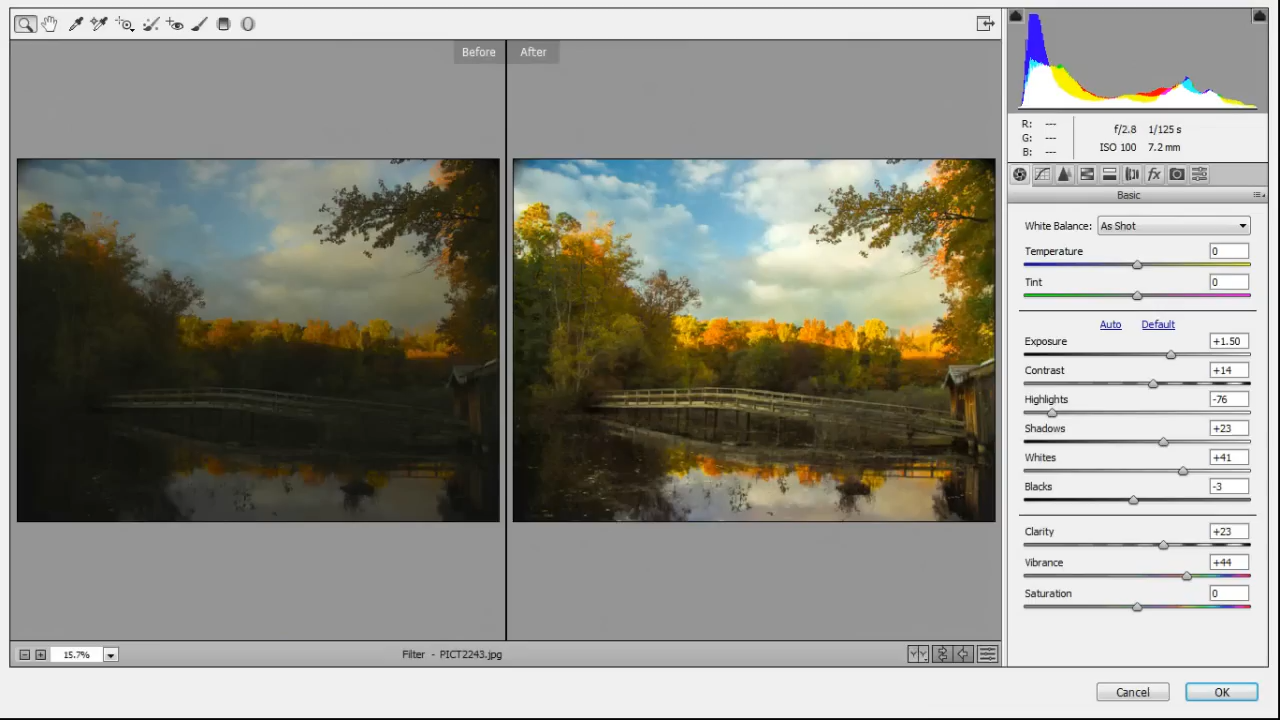 Before
After
R: ---
G: ---
B: ---
f/2.8 1/125 s
ISO 100 7.2 mm
fx
Basic
White Balance: As Shot
Temperature 0
Tint 0
Auto Default
Exposure +1.50
Contrast +14
Highlights -76
Shadows +23
Whites +41
Blacks -3
Clarity +23
Vibrance +44
Saturation 0
15.7%
Filter - PICT2243.jpg
Y Y
Cancel
OK